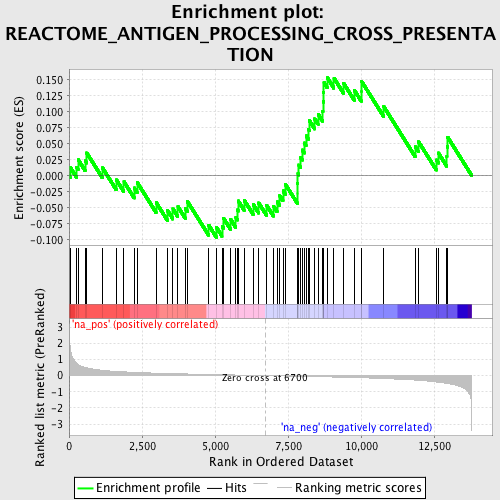 Enrichment plot:
REACTOME_ANTIGEN_PROCESSING_CROSS_PRESENTA
TION
Enrichment score (ES)
0.150
0.125
0.100
0.075
0.050
0.025
0.000
-0.025
-0.050
-0.075
-0.100
'na_pos' (positively correlated)
Ranked list metric (PreRanked)
3
2
1
0
-1
-2
-3
Zero cross at 6700
'na_neg' (negatively correlated)
0
2,500
5,000
7,500
10,000
12,500
Rank in Ordered Dataset
Enrichment profile
Hits
Ranking metric scores